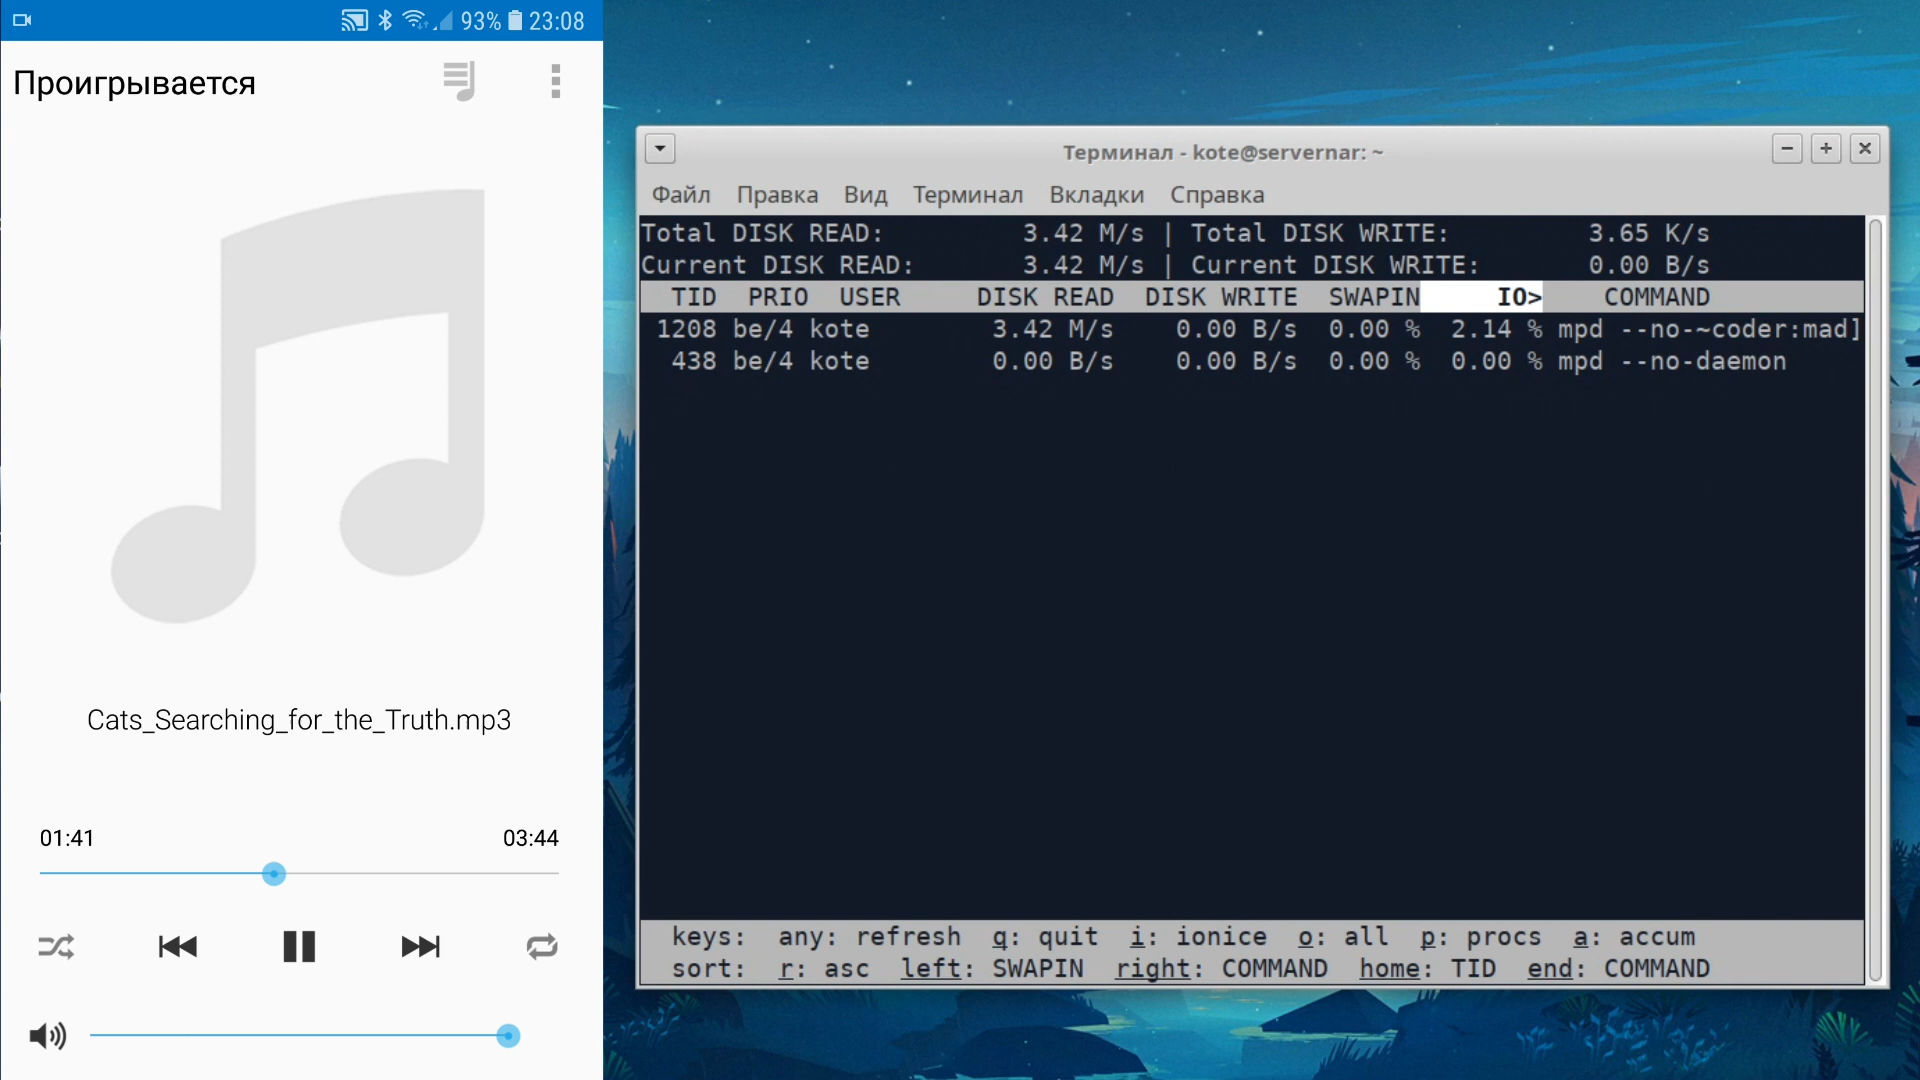 93% 23:08
Проигрывается
Cats_Searching_for_the_Truth.mp3
01:41 03:44
Терминал - kote@servernar: ~
Файл Правка Вид Терминал Вкладки Справка
Total DISK READ: 3.42 M/s | Total DISK WRITE: 3.65 K/s
Current DISK READ: 3.42 M/s | Current DISK WRITE: 0.00 B/s
TID PRIO USER DISK READ DISK WRITE SWAPIN IO> COMMAND
1208 be/4 kote 3.42 M/s 0.00 B/s 0.00 % 2.14 % mpd --no-~coder:mad]
438 be/4 kote 0.00 B/s 0.00 B/s 0.00 % 0.00 % mpd --no-daemon
keys: any: refresh q: quit i: ionice o: all p: procs a: accum
sort: r: asc left: SWAPIN right: COMMAND home: TID end: COMMAND